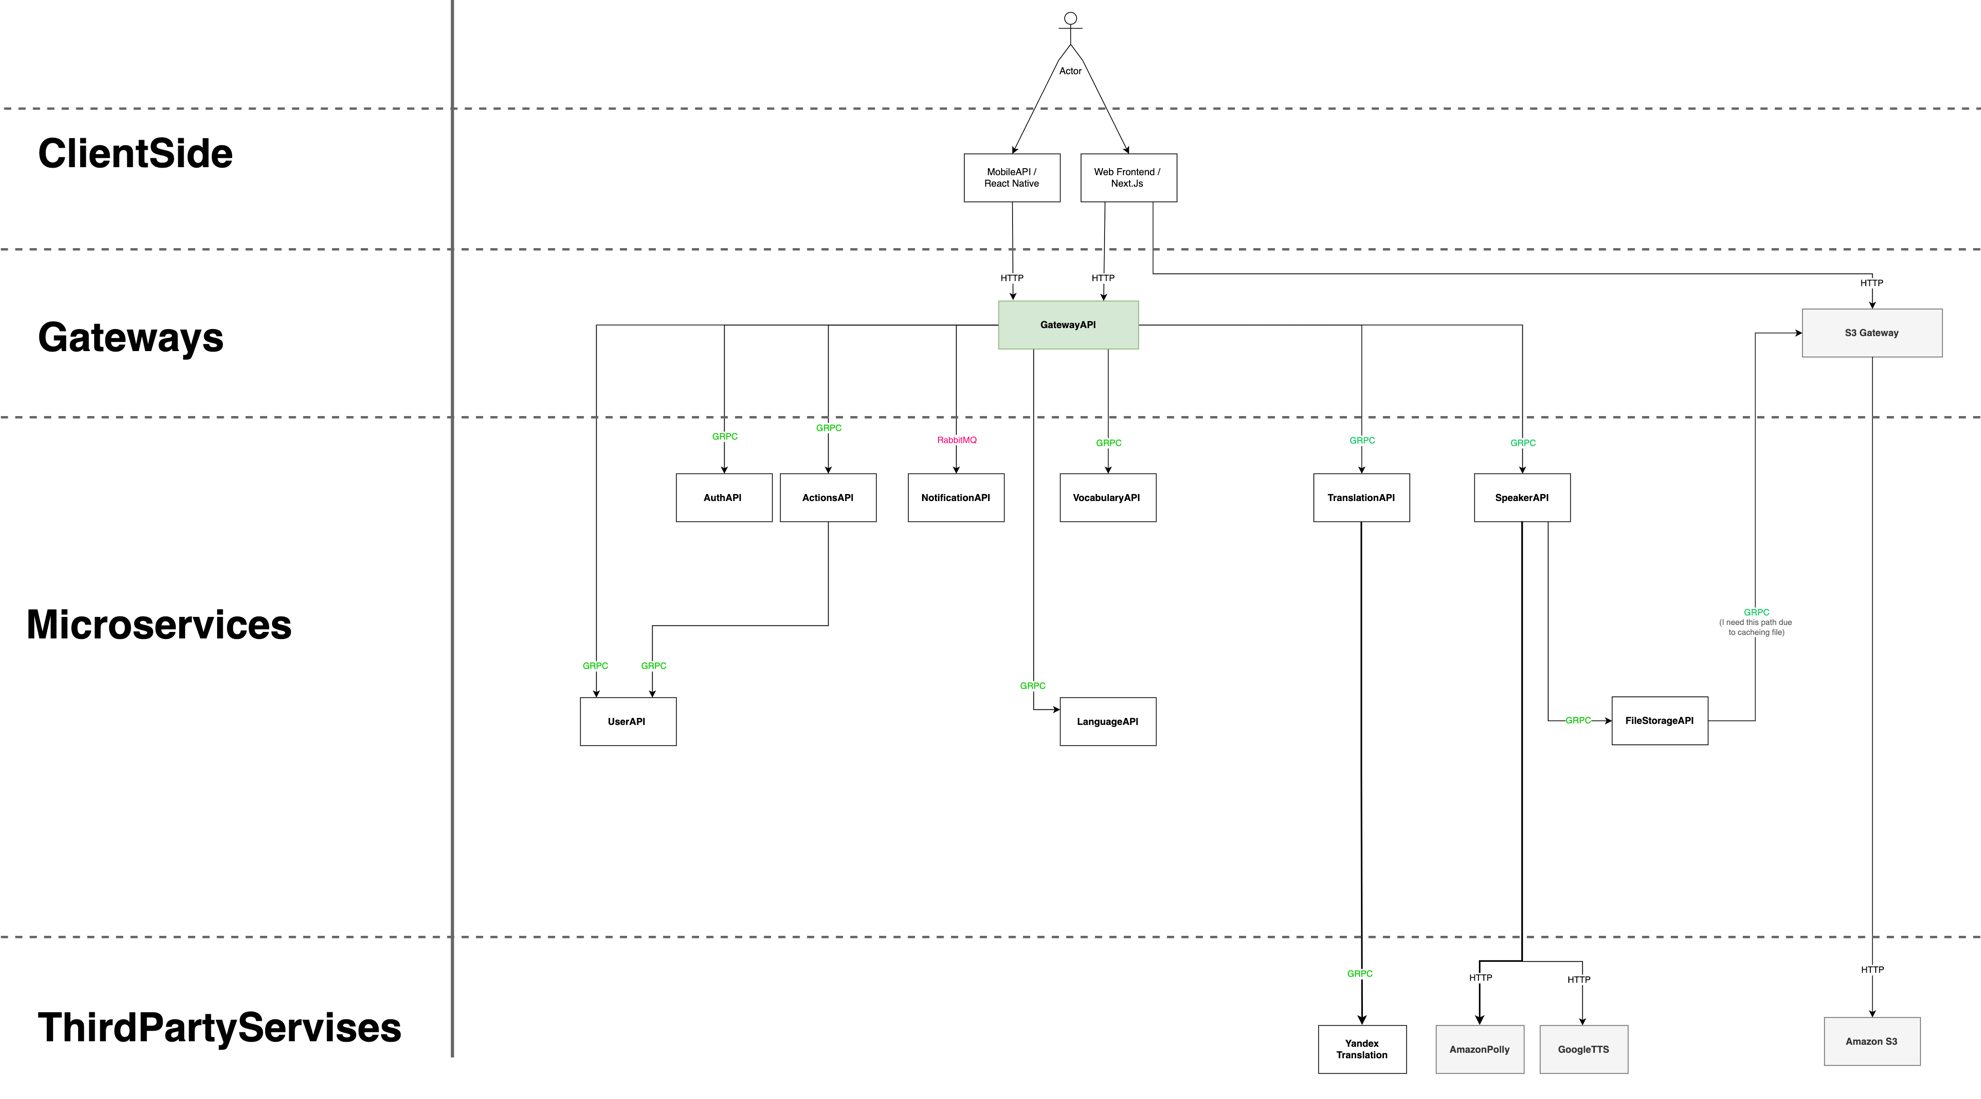 Actor
ClientSide
MobileAPI /
React Native
Web Frontend /
Next.Js
HTTP
HTTP
HTTP
Gateways
GatewayAPI
S3 Gateway
GRPC
GRPC
RabbitMQ
GRPC
GRPC
GRPC
AuthAPI
ActionsAPI
NotificationAPI
VocabularyAPI
TranslationAPI
SpeakerAPI
Microservices
GRPC
(I need this path due
to cacheing file)
GRPC
GRPC
GRPC
GRPC
UserAPI
LanguageAPI
FileStorageAPI
ThirdPartyServises
GRPC
HTTP
HTTP
HTTP
Yandex
Translation
AmazonPolly
GoogleTTS
Amazon S3